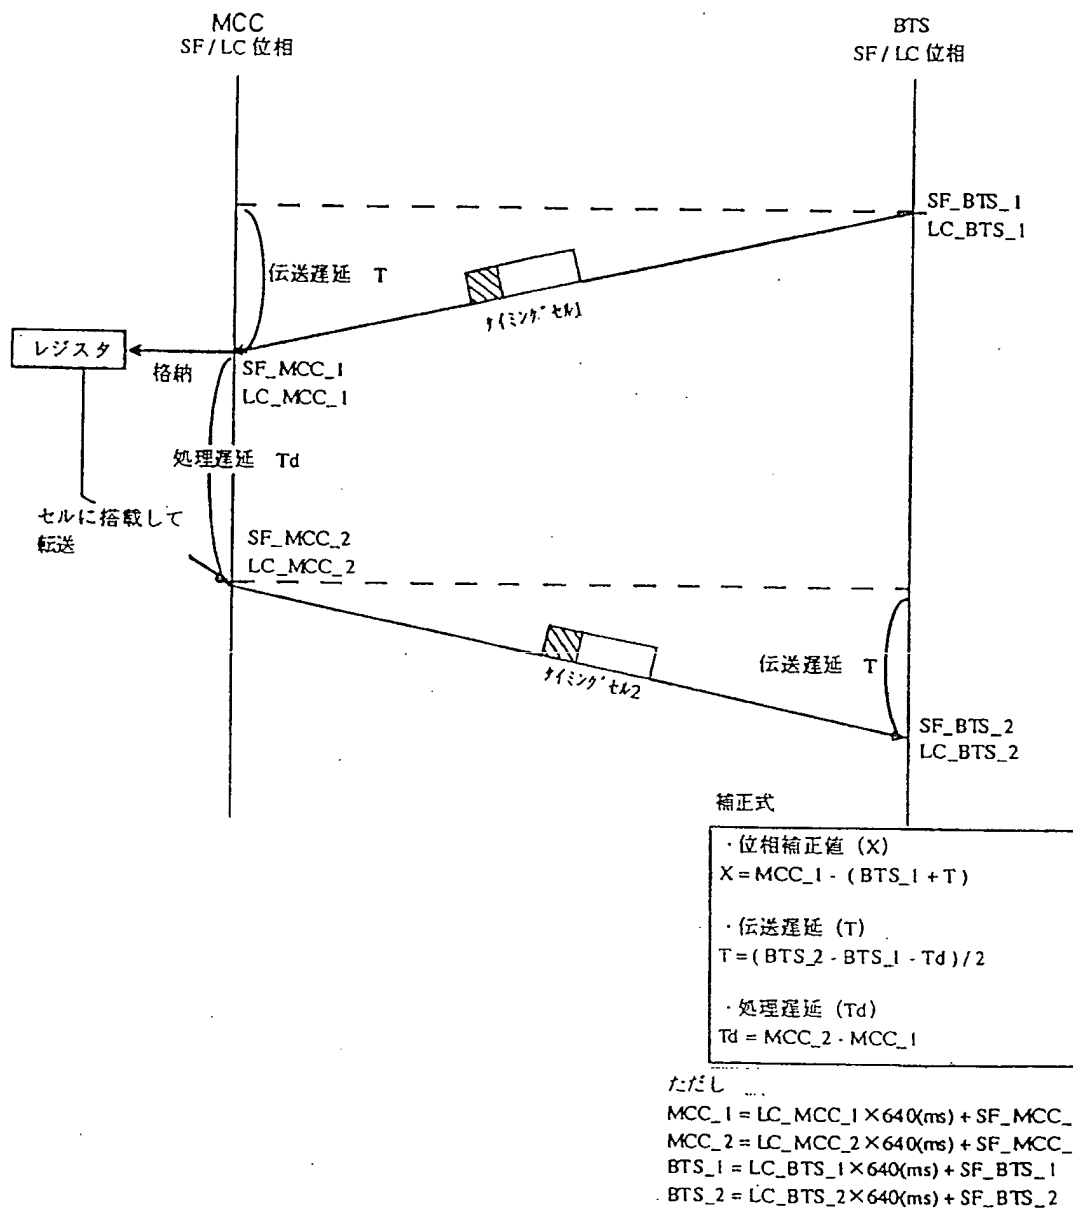 MCC
SF / LC 位相
BTS
SF / LC 位相
SF_BTS_1
LC_BTS_1
伝送遅延 T
タイミングセル1
レジスタ
格納
SF_MCC_1
LC_MCC_1
処理遅延 Td
セルに搭載して
転送
SF_MCC_2
LC_MCC_2
タイミングセル2
伝送遅延 T
SF_BTS_2
LC_BTS_2
補正式
・位相補正値 (X)
X = MCC_1 - ( BTS_1 + T )
・伝送遅延 (T)
T = ( BTS_2 - BTS_1 - Td ) / 2
・処理遅延 (Td)
Td = MCC_2 - MCC_1
ただし
MCC_1 = LC_MCC_1×640(ms) + SF_MCC_
MCC_2 = LC_MCC_2×640(ms) + SF_MCC_
BTS_1 = LC_BTS_1×640(ms) + SF_BTS_1
BTS_2 = LC_BTS_2×640(ms) + SF_BTS_2